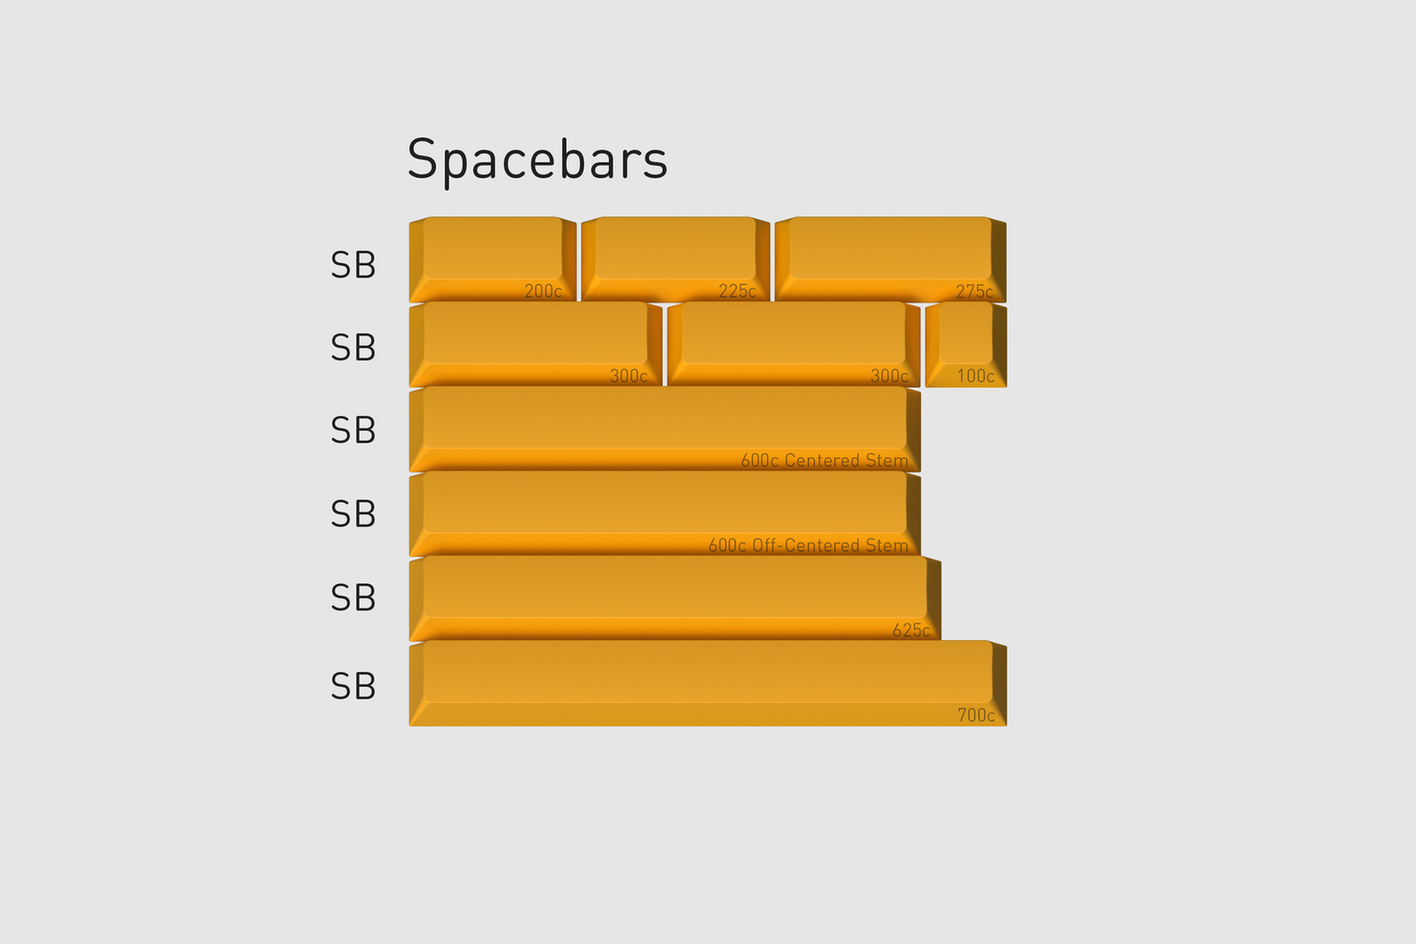 Spacebars
SB
200c 225c 275c
SB
300c 300c 100c
SB
600c Centered Stem
SB
600c Off-Centered Stem
SB
625c
SB
700c